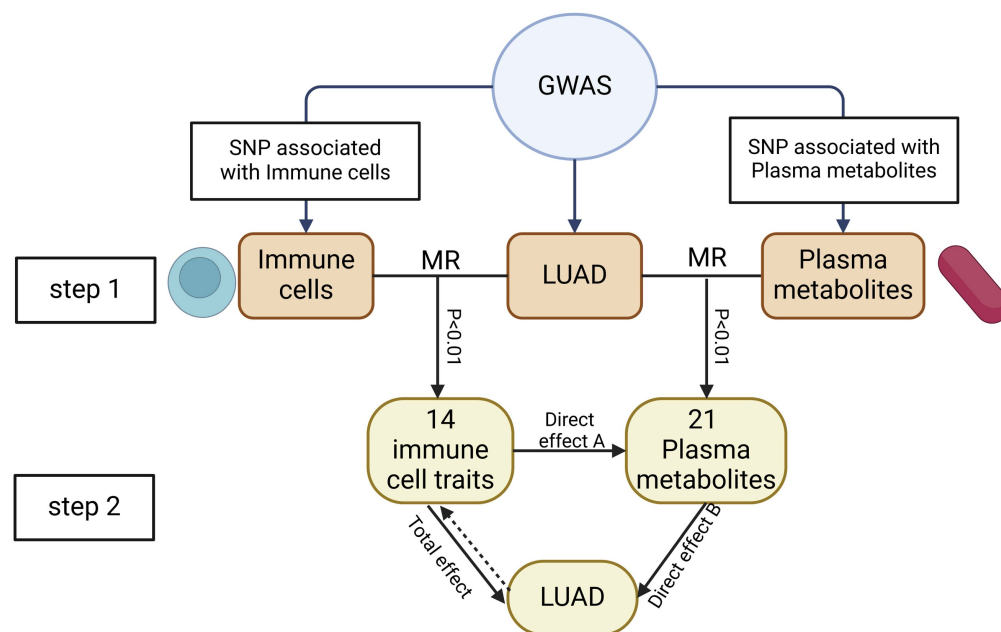 GWAS
SNP associated
with Immune cells
SNP associated with
Plasma metabolites
step 1
Immune
cells
MR
LUAD
MR
Plasma
metabolites
P<0.01
P<0.01
14
immune
cell traits
Direct
effect A
21
Plasma
metabolites
step 2
Total effect
Direct effect B
LUAD